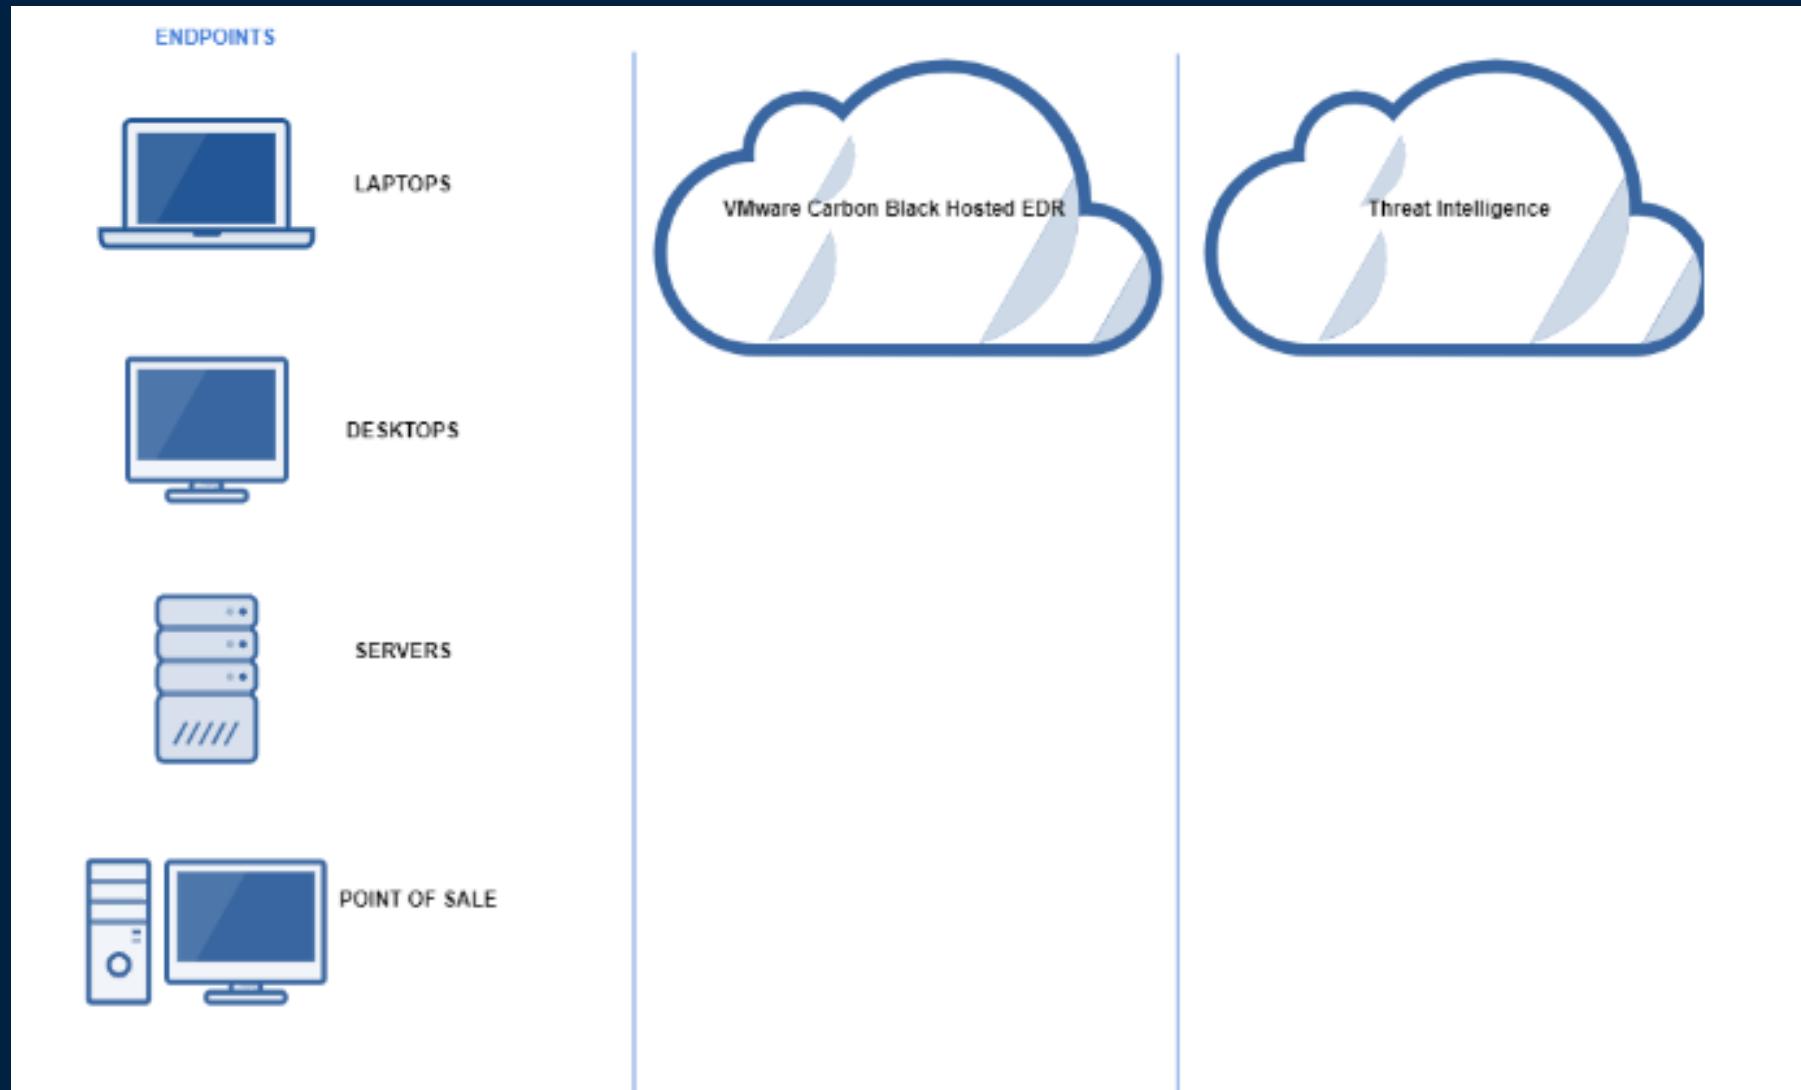 ENDPOINTS
LAPTOPS
DESKTOPS
SERVERS
POINT OF SALE
VMware Carbon Black Hosted EDR
Threat Intelligence